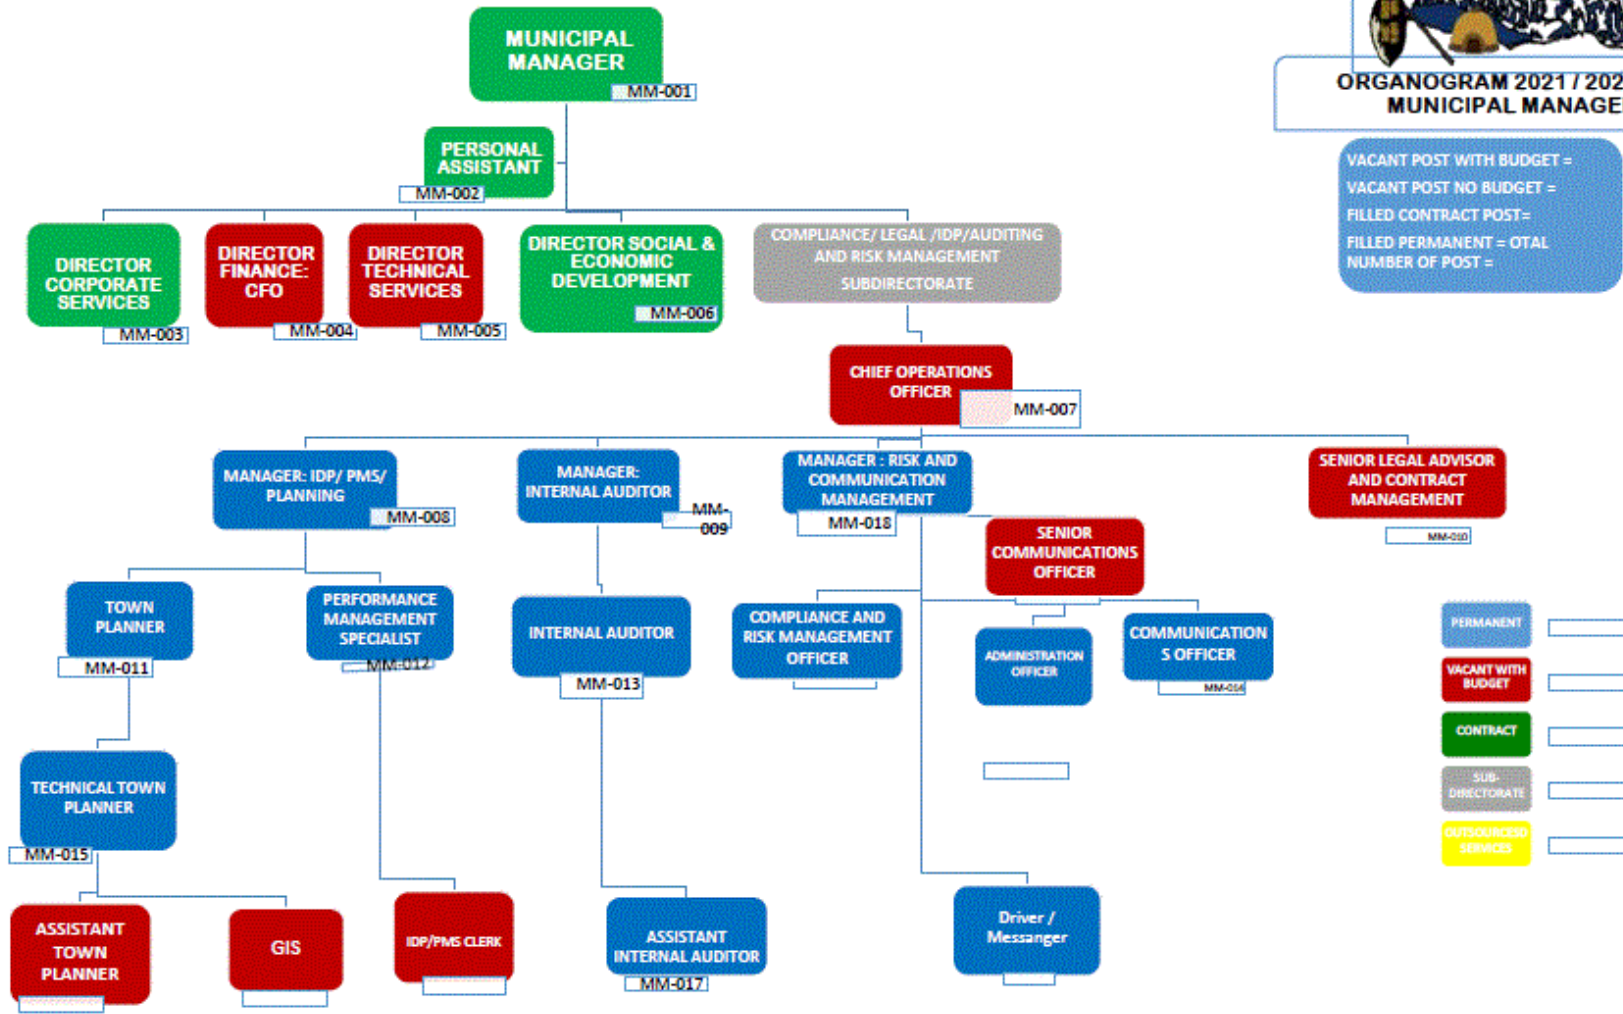 MUNICIPAL
MANAGER
MM-001
ORGANOGRAM 2021 / 202
MUNICIPAL MANAGE
PERSONAL
ASSISTANT
MM-002
VACANT POST WITH BUDGET =
VACANT POST NO BUDGET =
FILLED CONTRACT POST=
FILLED PERMANENT = OTAL
NUMBER OF POST =
DIRECTOR
CORPORATE
SERVICES
MM-003
DIRECTOR
FINANCE:
CFO
MM-004
DIRECTOR
TECHNICAL
SERVICES
MM-005
DIRECTOR SOCIAL &
ECONOMIC
DEVELOPMENT
MM-006
COMPLIANCE/ LEGAL /IDP/AUDITING
AND RISK MANAGEMENT
SUBDIRECTORATE
CHIEF OPERATIONS
OFFICER
MM-007
MANAGER: IDP/ PMS/
PLANNING
MM-008
MANAGER:
INTERNAL AUDITOR
MM-
009
MANAGER : RISK AND
COMMUNICATION
MANAGEMENT
MM-018
SENIOR LEGAL ADVISOR
AND CONTRACT
MANAGEMENT
MM-010
SENIOR
COMMUNICATIONS
OFFICER
TOWN
PLANNER
MM-011
PERFORMANCE
MANAGEMENT
SPECIALIST
MM-012
INTERNAL AUDITOR
MM-013
COMPLIANCE AND
RISK MANAGEMENT
OFFICER
ADMINISTRATION
OFFICER
COMMUNICATION
S OFFICER
MM-014
PERMANENT
VACANT WITH
BUDGET
CONTRACT
SUB-
DIRECTORATE
OUTSOURCESD
SERVICES
TECHNICAL TOWN
PLANNER
MM-015
ASSISTANT
TOWN
PLANNER
GIS
IDP/PMS CLERK
ASSISTANT
INTERNAL AUDITOR
MM-017
Driver /
Messanger